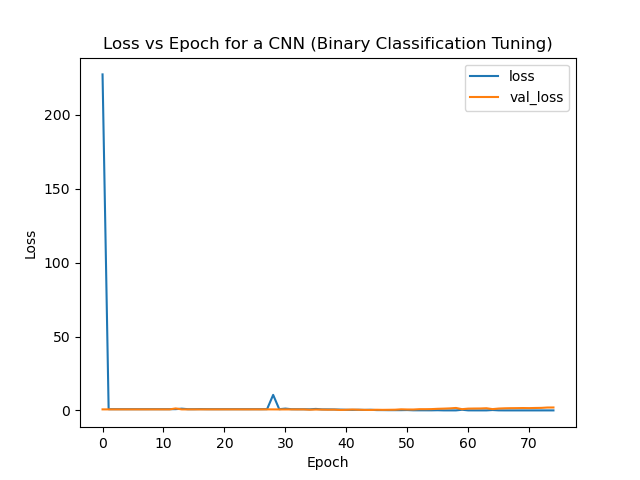 Loss vs Epoch for a CNN (Binary Classification Tuning)
loss
val_loss
200
150
100
50
0
Loss
0 10 20 30 40 50 60 70
Epoch